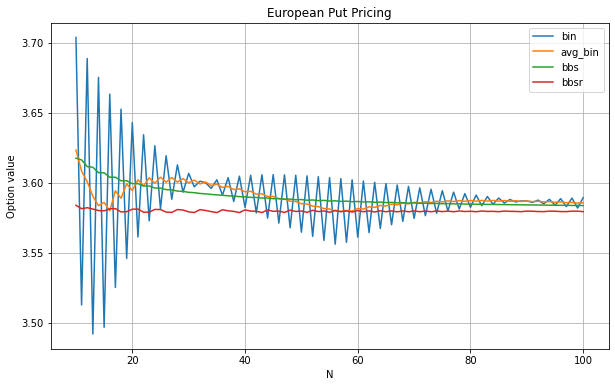 European Put Pricing
bin
avg_bin
bbs
bbsr
Option value
3.70
3.65
3.60
3.55
3.50
20
40
60
80
100
N